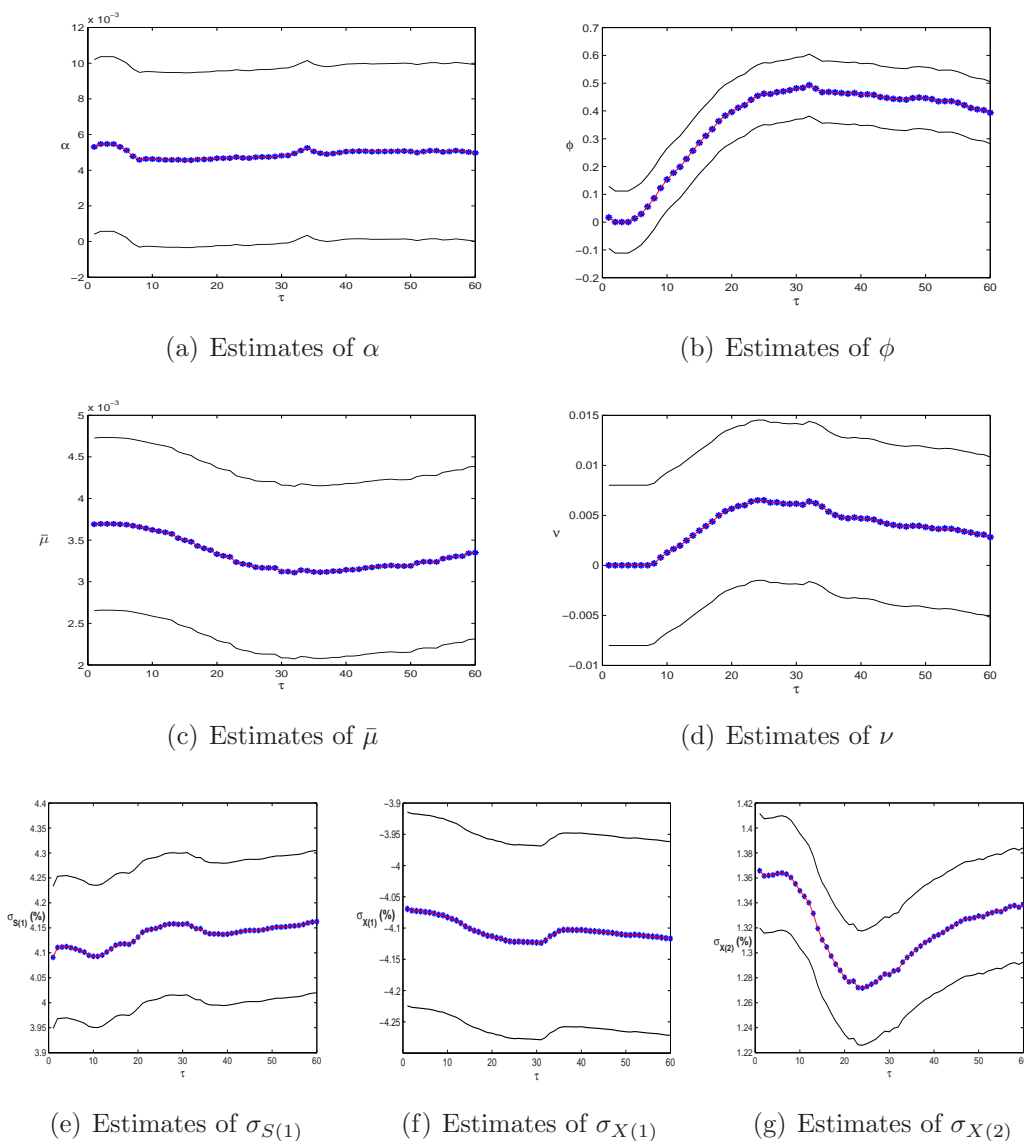 x 10⁻³
12
10
8
6
4
2
0
−2
α
0 10 20 30 40 50 60
τ
(a) Estimates of α
0.7
0.6
0.5
0.4
0.3
0.2
0.1
0
−0.1
−0.2
ϕ
0 10 20 30 40 50 60
τ
(b) Estimates of ϕ
x 10⁻³
5
4.5
4
3.5
3
2.5
2
μ̄
0 10 20 30 40 50 60
τ
(c) Estimates of μ̄
0.015
0.01
0.005
0
−0.005
−0.01
ν
0 10 20 30 40 50 60
τ
(d) Estimates of ν
4.4
4.35
4.3
4.25
4.2
4.15
4.1
4.05
4
3.95
3.9
σ_S(1) (%)
0 10 20 30 40 50 60
τ
(e) Estimates of σ_S(1)
−3.9
−3.95
−4
−4.05
−4.1
−4.15
−4.2
−4.25
σ_X(1) (%)
0 10 20 30 40 50 60
τ
(f) Estimates of σ_X(1)
1.42
1.4
1.38
1.36
1.34
1.32
1.3
1.28
1.26
1.24
1.22
σ_X(2) (%)
0 10 20 30 40 50 60
τ
(g) Estimates of σ_X(2)